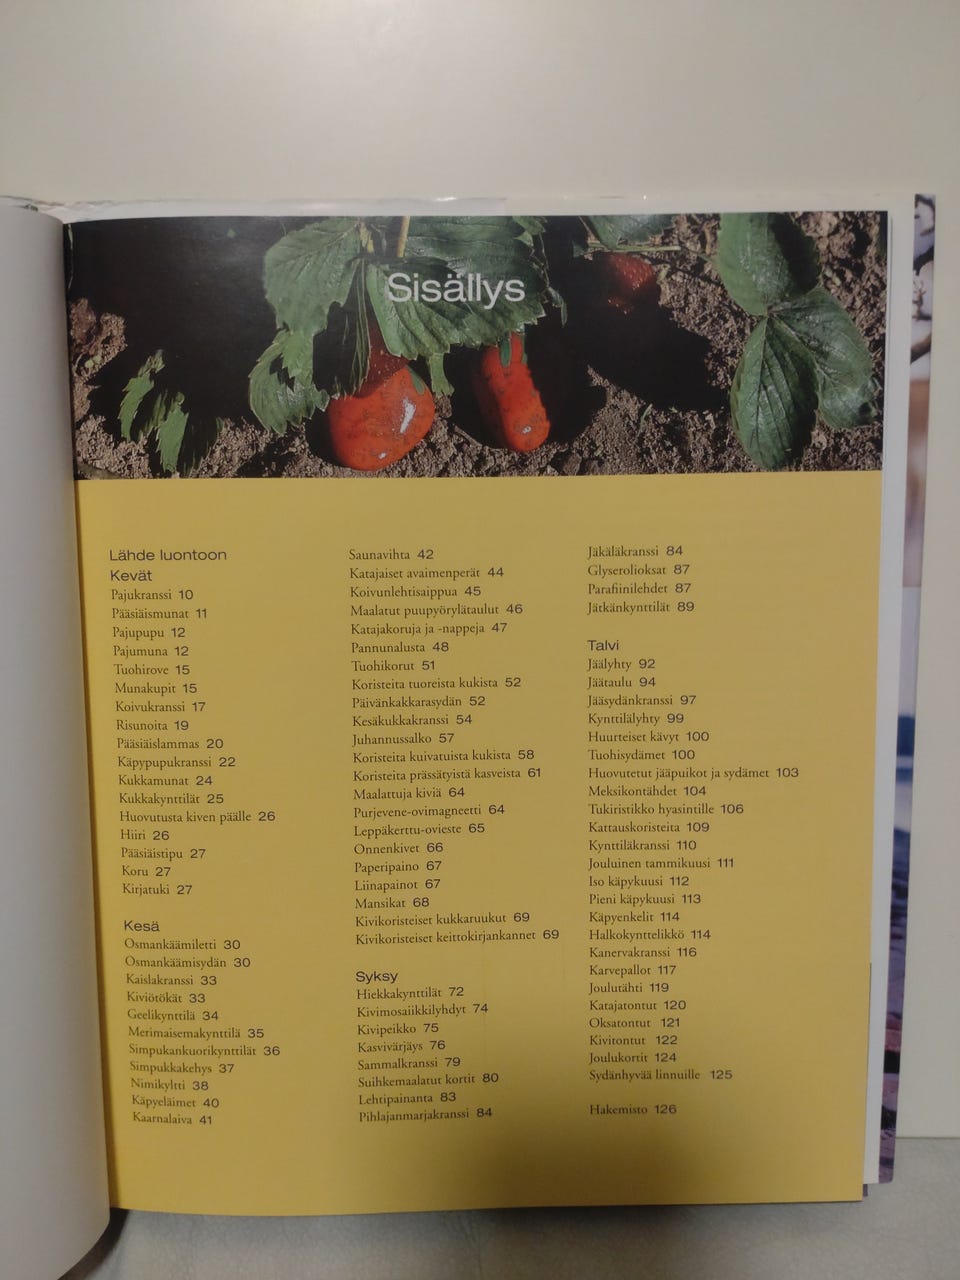 Sisällys
Lähde luontoon
Kevät
Pajukranssi 10
Pääsiäismunat 11
Pajupupu 12
Pajumuna 12
Tuohirove 15
Munakupit 15
Koivukranssi 17
Risunoita 19
Pääsiäislammas 20
Käpypupukranssi 22
Kukkamunat 24
Kukkakynttilät 25
Huovutusta kiven päälle 26
Hiiri 26
Pääsiäistipu 27
Koru 27
Kirjatuki 27
Kesä
Osmankäämiletti 30
Osmankäämisydän 30
Kaislakranssi 33
Kiviötökät 33
Geelikynttilä 34
Merimaisemakynttilä 35
Simpukankuorikynttilät 36
Simpukkakehys 37
Nimikyltti 38
Käpyeläimet 40
Kaarnalaiva 41
Saunavihta 42
Katajaiset avaimenperät 44
Koivunlehtisaippua 45
Maalatut puupyörylätaulut 46
Katajakoruja ja -nappeja 47
Pannunalusta 48
Tuohikorut 51
Koristeita tuoreista kukista 52
Päivänkakkarasydän 52
Kesäkukkakranssi 54
Juhannussalko 57
Koristeita kuivatuista kukista 58
Koristeita prässätyistä kasveista 61
Maalattuja kiviä 64
Purjevene-ovimagneetti 64
Leppäkerttu-ovieste 65
Onnenkivet 66
Paperipaino 67
Liinapainot 67
Mansikat 68
Kivikoristeiset kukkaruukut 69
Kivikoristeiset keittokirjankannet 69
Syksy
Hiekkakynttilät 72
Kivimosaiikkilyhdyt 74
Kivipeikko 75
Kasvivärjäys 76
Sammalkranssi 79
Suihkemaalatut kortit 80
Lehtipainanta 83
Pihlajanmarjakranssi 84
Jäkäläkranssi 84
Glyserolioksat 87
Parafiinilehdet 87
Jätkänkynttilät 89
Talvi
Jäälyhty 92
Jäätaulu 94
Jääsydänkranssi 97
Kynttilälyhty 99
Huurteiset kävyt 100
Tuohisydämet 100
Huovutetut jääpuikot ja sydämet 103
Meksikontähdet 104
Tukiristikko hyasintille 106
Kattauskoristeita 109
Kynttiläkranssi 110
Jouluinen tammikuusi 111
Iso käpykuusi 112
Pieni käpykuusi 113
Käpyenkelit 114
Halkokynttelikkö 114
Kanervakranssi 116
Karvepallot 117
Joulutähti 119
Katajatontut 120
Oksatontut 121
Kivitontut 122
Joulukortit 124
Sydänhyvää linnuille 125
Hakemisto 126